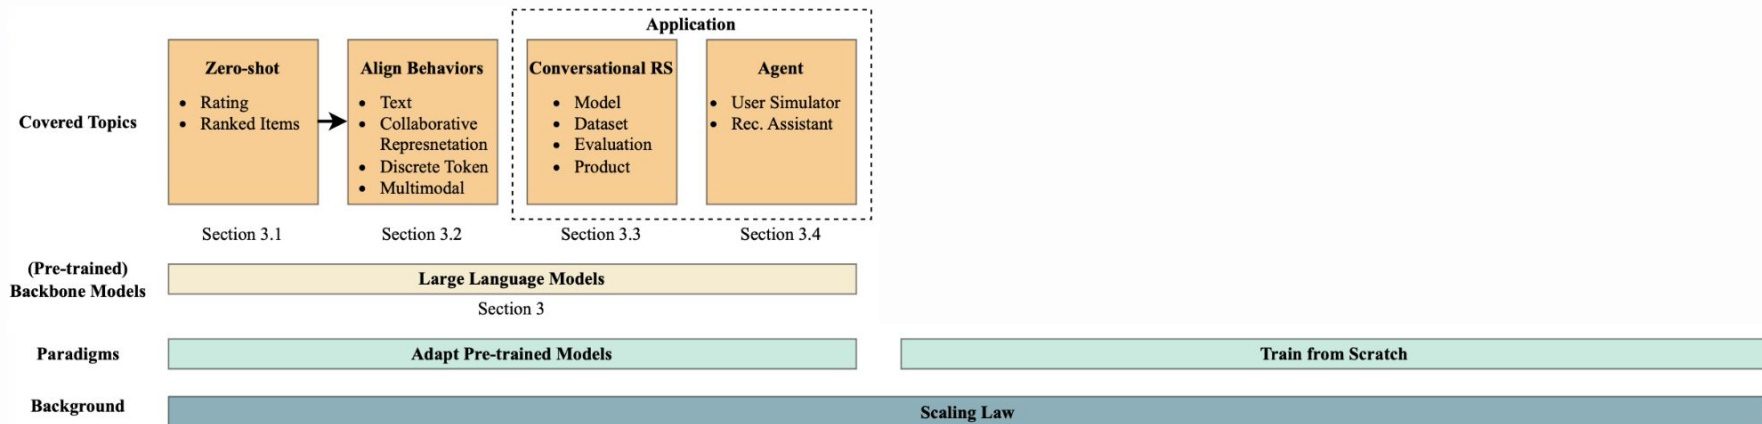 Application
Covered Topics
Zero-shot
• Rating
• Ranked Items
Section 3.1
Align Behaviors
• Text
• Collaborative
Represnetation
• Discrete Token
• Multimodal
Section 3.2
Conversational RS
• Model
• Dataset
• Evaluation
• Product
Section 3.3
Agent
• User Simulator
• Rec. Assistant
Section 3.4
(Pre-trained)
Backbone Models
Large Language Models
Section 3
Paradigms
Adapt Pre-trained Models
Train from Scratch
Background
Scaling Law